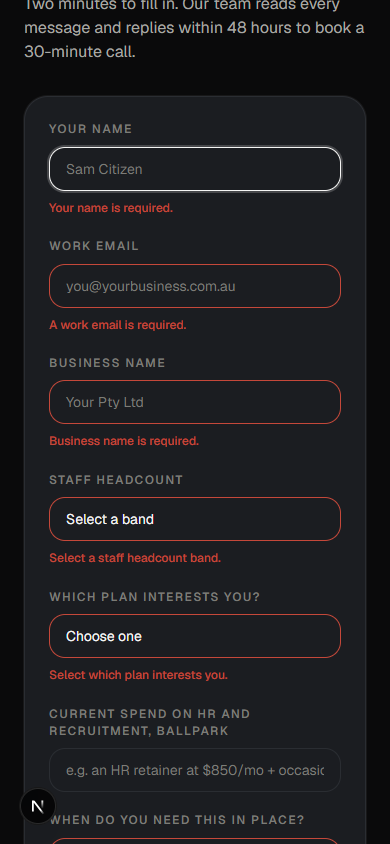 Two minutes to fill in. Our team reads every
message and replies within 48 hours to book a
30-minute call.
YOUR NAME
Sam Citizen
Your name is required.
WORK EMAIL
you@yourbusiness.com.au
A work email is required.
BUSINESS NAME
Your Pty Ltd
Business name is required.
STAFF HEADCOUNT
Select a band
Select a staff headcount band.
WHICH PLAN INTERESTS YOU?
Choose one
Select which plan interests you.
CURRENT SPEND ON HR AND
RECRUITMENT, BALLPARK
e.g. an HR retainer at $850/mo + occasic
N
WHEN DO YOU NEED THIS IN PLACE?